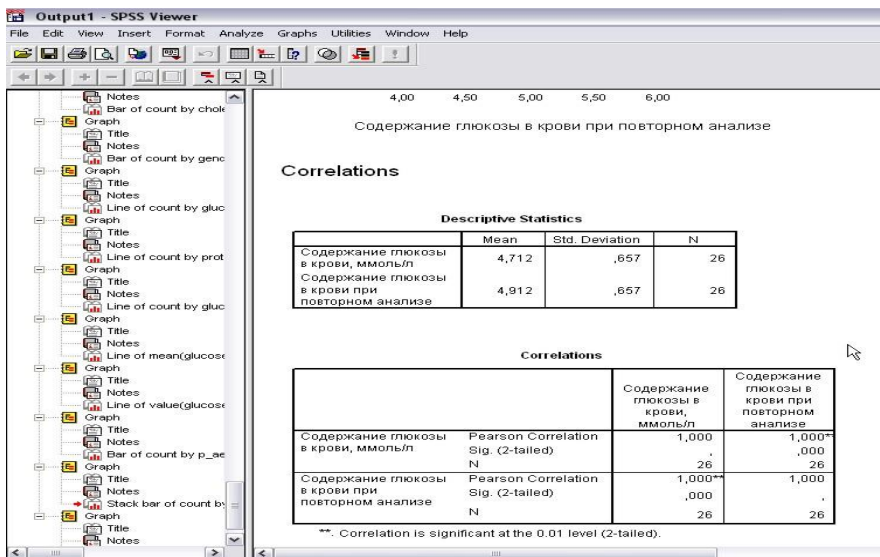 Output1 - SPSS Viewer
File Edit View Insert Format Analyze Graphs Utilities Window Help
Notes
Bar of count by chole
Graph
Title
Notes
Bar of count by genc
Graph
Title
Notes
Line of count by gluc
Graph
Title
Notes
Line of count by prot
Graph
Title
Notes
Line of count by gluc
Graph
Title
Notes
Line of mean(glucose
Graph
Title
Notes
Line of value(glucose
Graph
Title
Notes
Bar of count by p_ae
Graph
Title
Notes
Stack bar of count by
Graph
Title
Notes
4,00 4,50 5,00 5,50 6,00
Содержание глюкозы в крови при повторном анализе
Correlations
Descriptive Statistics
Mean Std. Deviation N
Содержание глюкозы
в крови, ммоль/л 4,712 ,657 26
Содержание глюкозы
в крови при
повторном анализе 4,912 ,657 26
Correlations
Содержание
глюкозы в
крови,
ммоль/л
Содержание
глюкозы в
крови при
повторном
анализе
Содержание глюкозы
в крови, ммоль/л
Pearson Correlation 1,000 1,000**
Sig. (2-tailed) . ,000
N 26 26
Содержание глюкозы
в крови при
повторном анализе
Pearson Correlation 1,000** 1,000
Sig. (2-tailed) ,000 .
N 26 26
**. Correlation is significant at the 0.01 level (2-tailed).